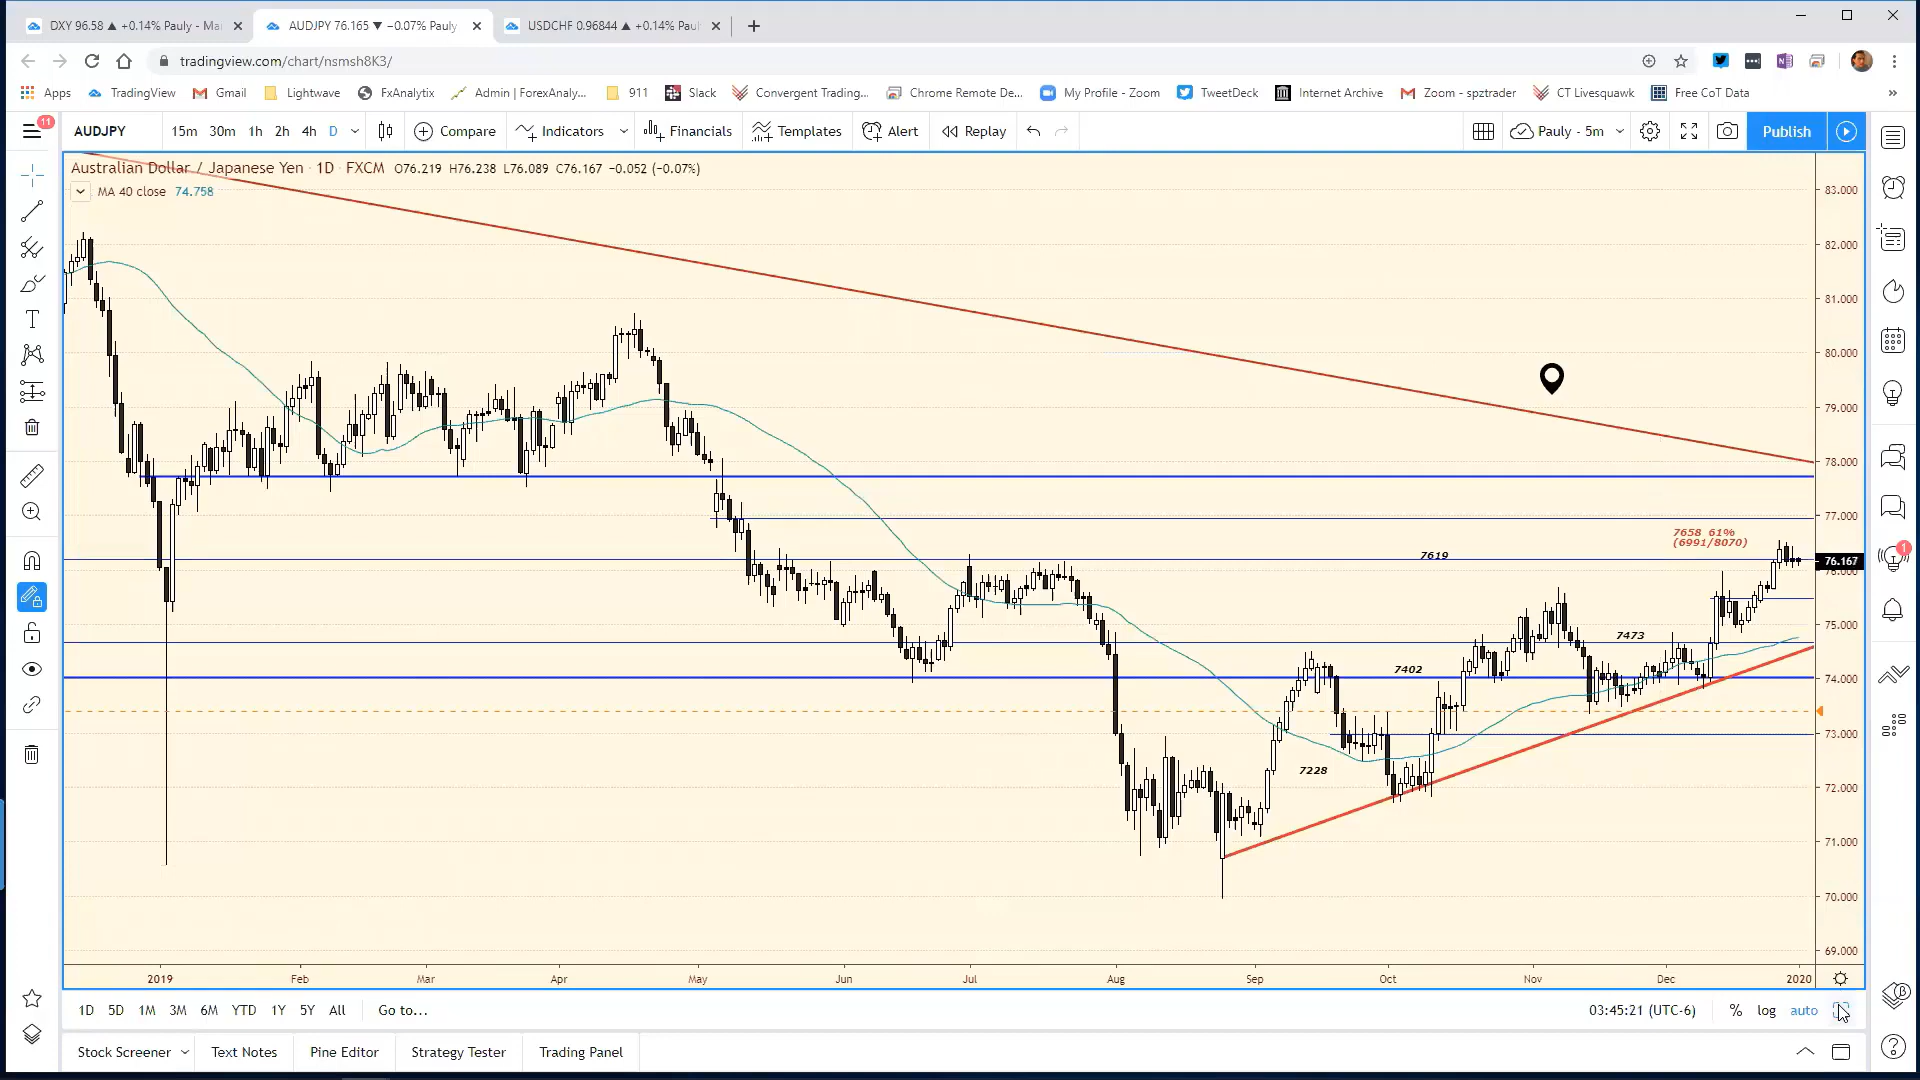 DXY 96.58 ▲ +0.14% Pauly - Ma
AUDJPY 76.165 ▼ −0.07% Pauly
USDCHF 0.96844 ▲ +0.14% Pau
tradingview.com/chart/nsmsh8K3/
Apps TradingView Gmail Lightwave FxAnalytix Admin | ForexAnaly... 911 Slack Convergent Trading... Chrome Remote De... My Profile - Zoom TweetDeck Internet Archive Zoom - spztrader CT Livesquawk Free CoT Data »
11
AUDJPY 15m 30m 1h 2h 4h D Compare Indicators Financials Templates Alert Replay Pauly - 5m Publish
Australian Dollar / Japanese Yen · 1D · FXCM O76.219 H76.238 L76.089 C76.167 −0.052 (−0.07%)
MA 40 close 74.758
83.000
82.000
81.000
80.000
79.000
78.000
77.000
7658 61%
(6991/8070)
7619
76.167
76.000
75.000
7473
7402
74.000
73.000
7228
72.000
71.000
70.000
69.000
1
2019 Feb Mar Apr May Jun Jul Aug Sep Oct Nov Dec 2020
1D 5D 1M 3M 6M YTD 1Y 5Y All Go to... 03:45:21 (UTC-6) % log auto
Stock Screener Text Notes Pine Editor Strategy Tester Trading Panel